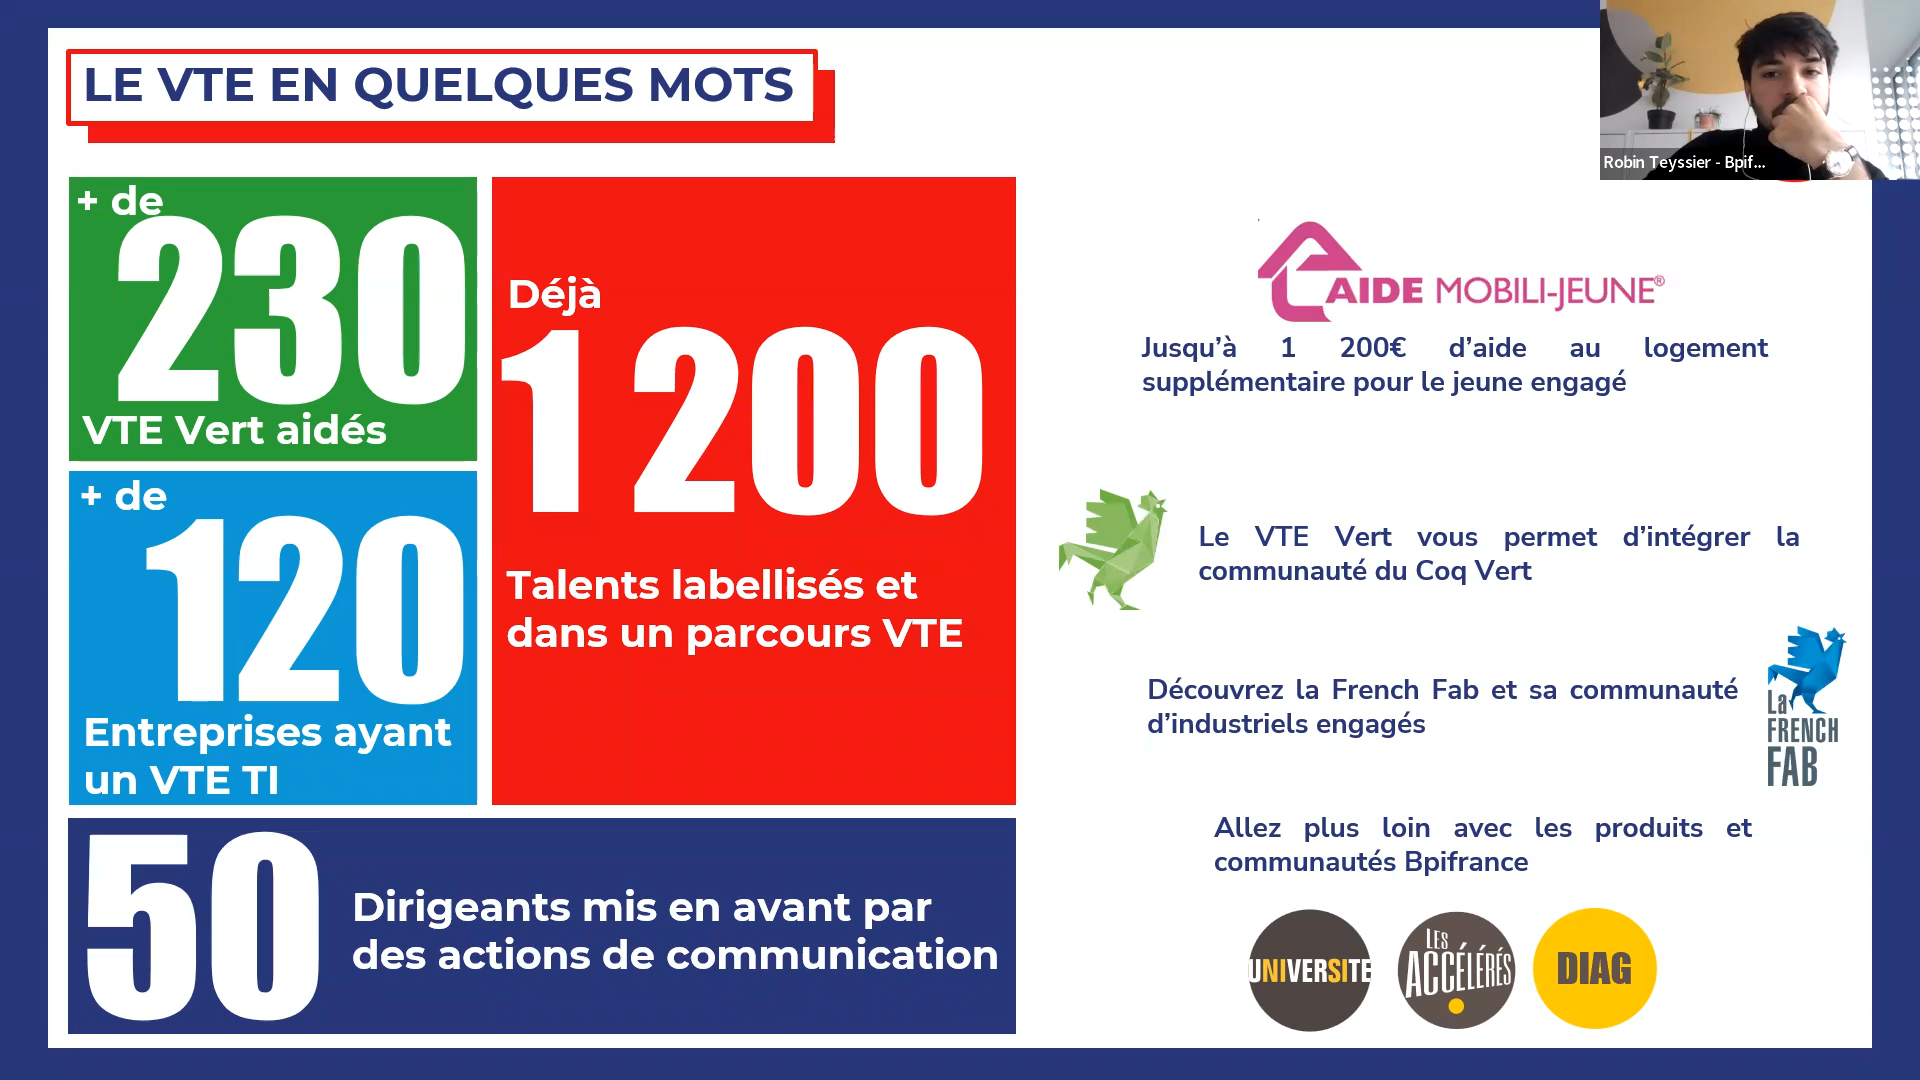 LE VTE EN QUELQUES MOTS
Robin Teyssier - Bpif...
+ de
230
VTE Vert aidés
+ de
120
Entreprises ayant
un VTE TI
Déjà
1 200
Talents labellisés et
dans un parcours VTE
50
Dirigeants mis en avant par
des actions de communication
AIDE MOBILI-JEUNE®
Jusqu'à 1 200€ d'aide au logement
supplémentaire pour le jeune engagé
Le VTE Vert vous permet d'intégrer la
communauté du Coq Vert
Découvrez la French Fab et sa communauté
d'industriels engagés
La
FRENCH
FAB
Allez plus loin avec les produits et
communautés Bpifrance
UNIVERSITE
LES
ACCÉLÉRÉS
DIAG